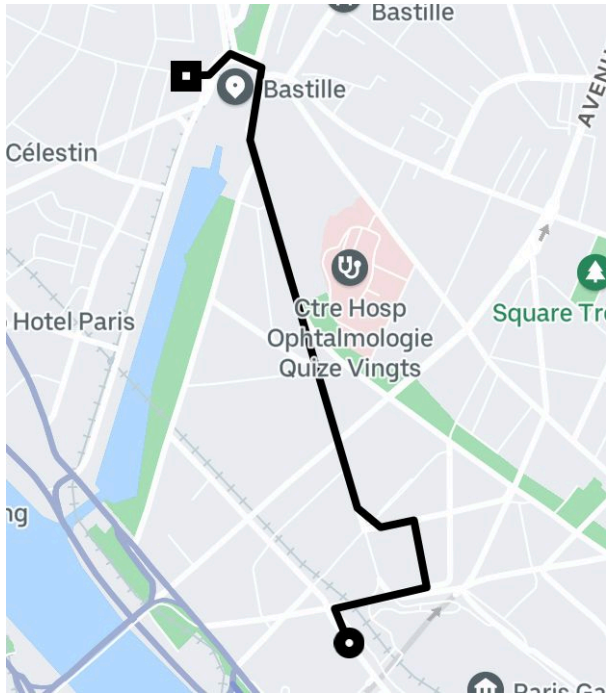 Bastille
Bastille
AVENU
Célestin
Hotel Paris
Ctre Hosp
Ophtalmologie
Quize Vingts
Square Tr
ng
Paris Ga